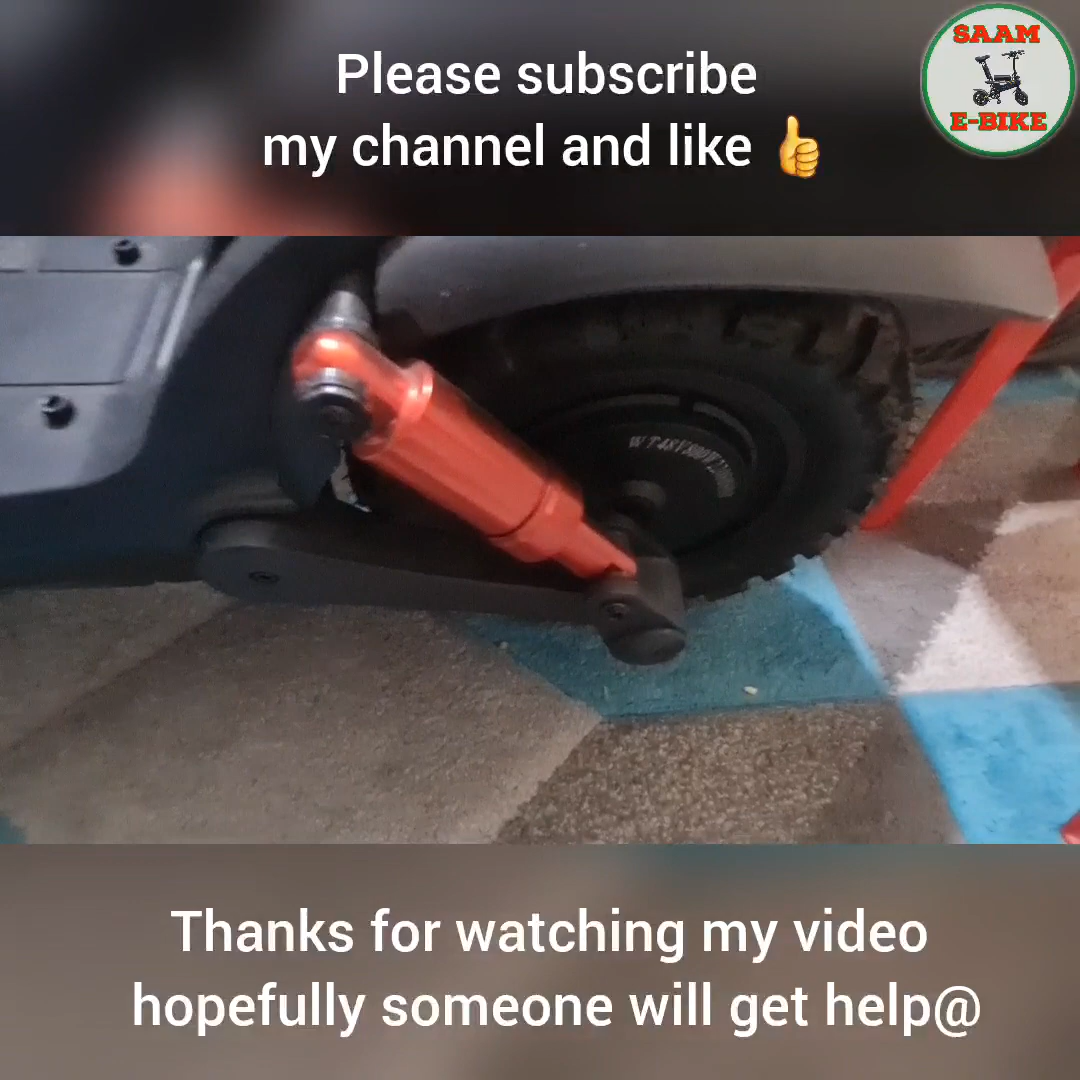 SAAM
E-BIKE
Please subscribe
my channel and like 👍
Thanks for watching my video
hopefully someone will get help@